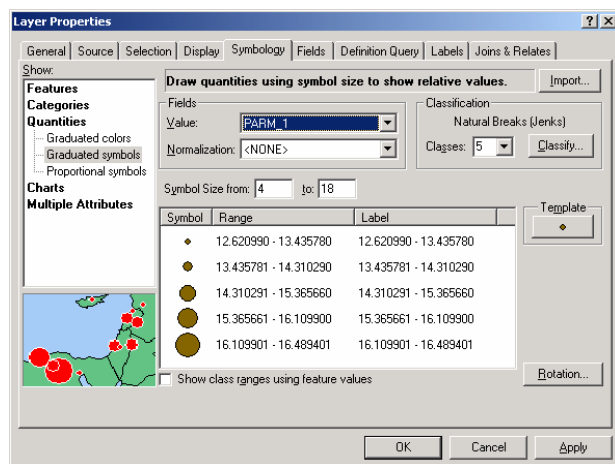 Layer Properties
General Source Selection Display Symbology Fields Definition Query Labels Joins & Relates
Show:
Features
Categories
Quantities
Graduated colors
Graduated symbols
Proportional symbols
Charts
Multiple Attributes
Draw quantities using symbol size to show relative values.
Import...
Fields
Value: PARM_1
Normalization: <NONE>
Classification
Natural Breaks (Jenks)
Classes: 5 Classify...
Symbol Size from: 4 to: 18
Symbol Range Label
12.620990 - 13.435780 12.620990 - 13.435780
13.435781 - 14.310290 13.435781 - 14.310290
14.310291 - 15.365660 14.310291 - 15.365660
15.365661 - 16.109900 15.365661 - 16.109900
16.109901 - 16.489401 16.109901 - 16.489401
Template
Show class ranges using feature values
Rotation...
OK Cancel Apply